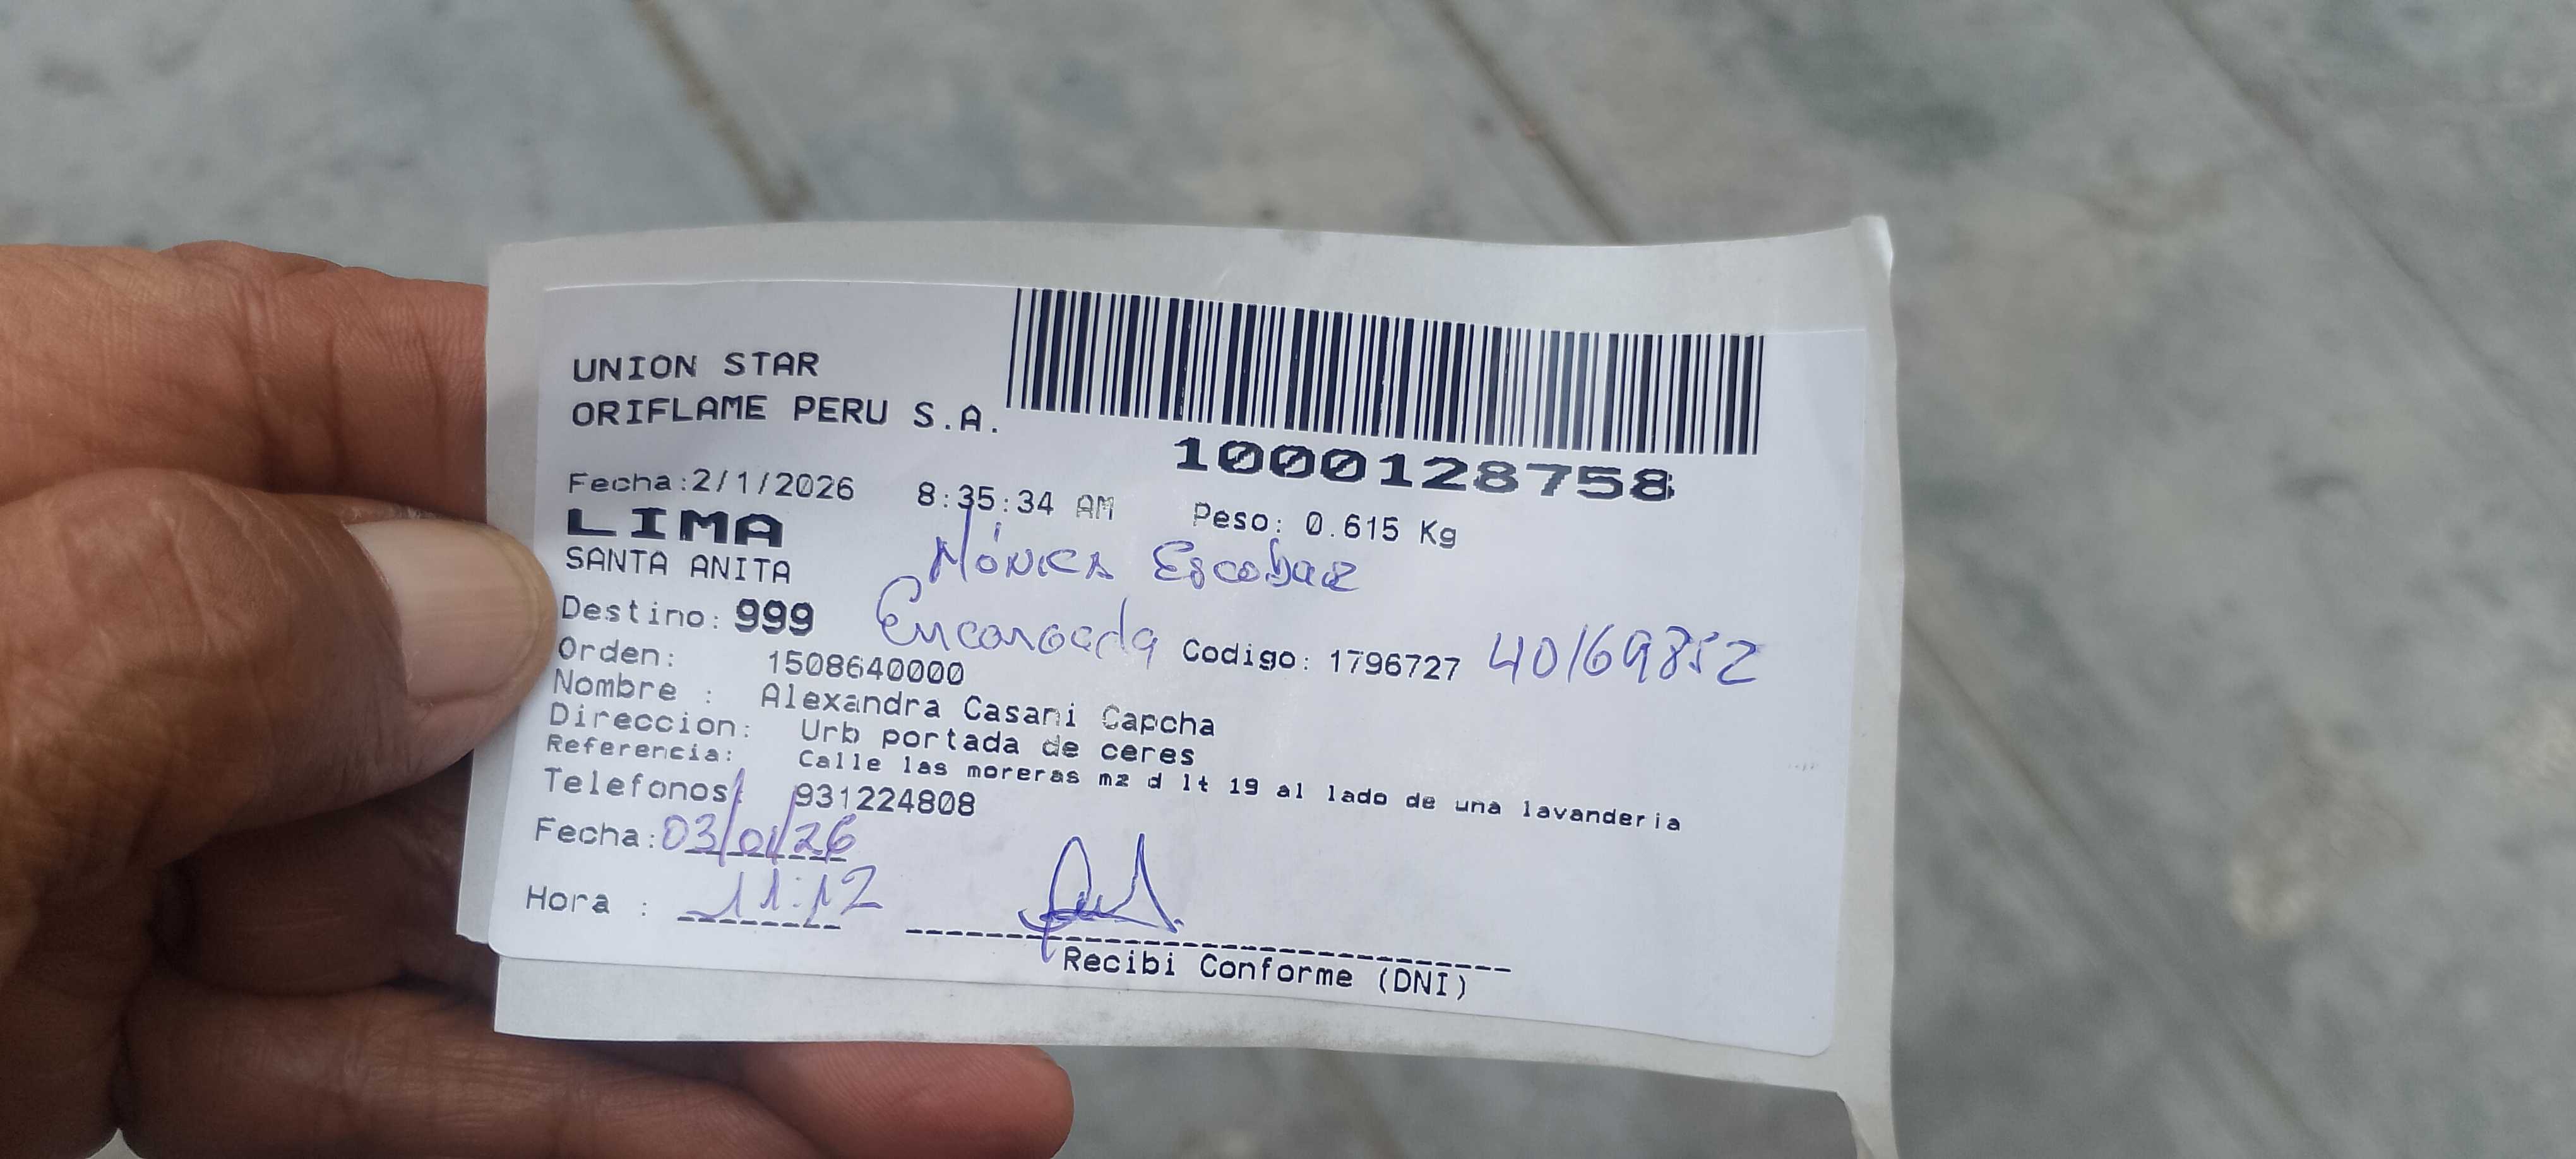 UNION STAR
ORIFLAME PERU S.A.
1000128758
Fecha:2/1/2026 8:35:34 AM Peso: 0.615 Kg
LIMA
SANTA ANITA
Mónica Escobar
Destino: 999
Encargada
Codigo: 1796727 40169852
Orden: 1508640000
Nombre : Alexandra Casani Capcha
Direccion: Urb portada de ceres
Referencia: Calle las moreras mz d lt 19 al lado de una lavanderia
Telefonos: 931224808
Fecha: 03/01/26
Hora : 11:12
Recibi Conforme (DNI)